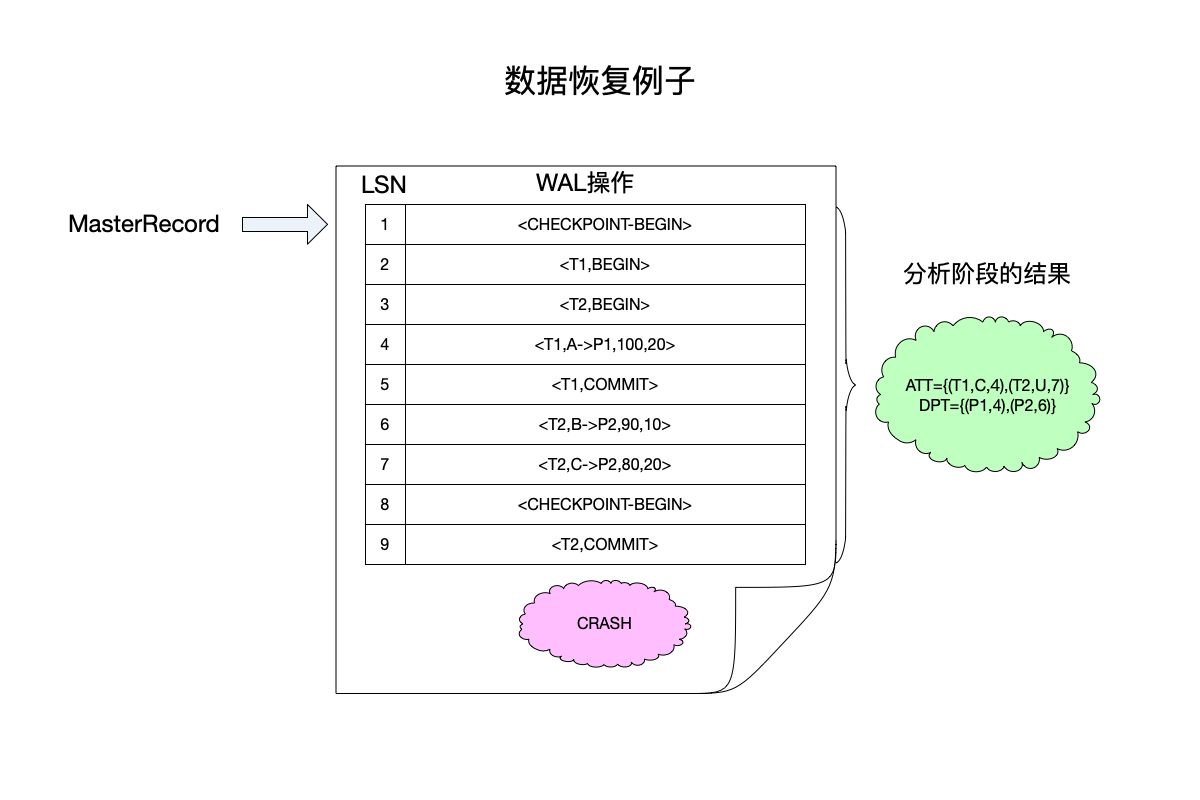 数据恢复例子
LSN WAL操作
MasterRecord
1 <CHECKPOINT-BEGIN>
2 <T1,BEGIN>
3 <T2,BEGIN>
4 <T1,A->P1,100,20>
5 <T1,COMMIT>
6 <T2,B->P2,90,10>
7 <T2,C->P2,80,20>
8 <CHECKPOINT-BEGIN>
9 <T2,COMMIT>
CRASH
分析阶段的结果
ATT={(T1,C,4),(T2,U,7)}
DPT={(P1,4),(P2,6)}